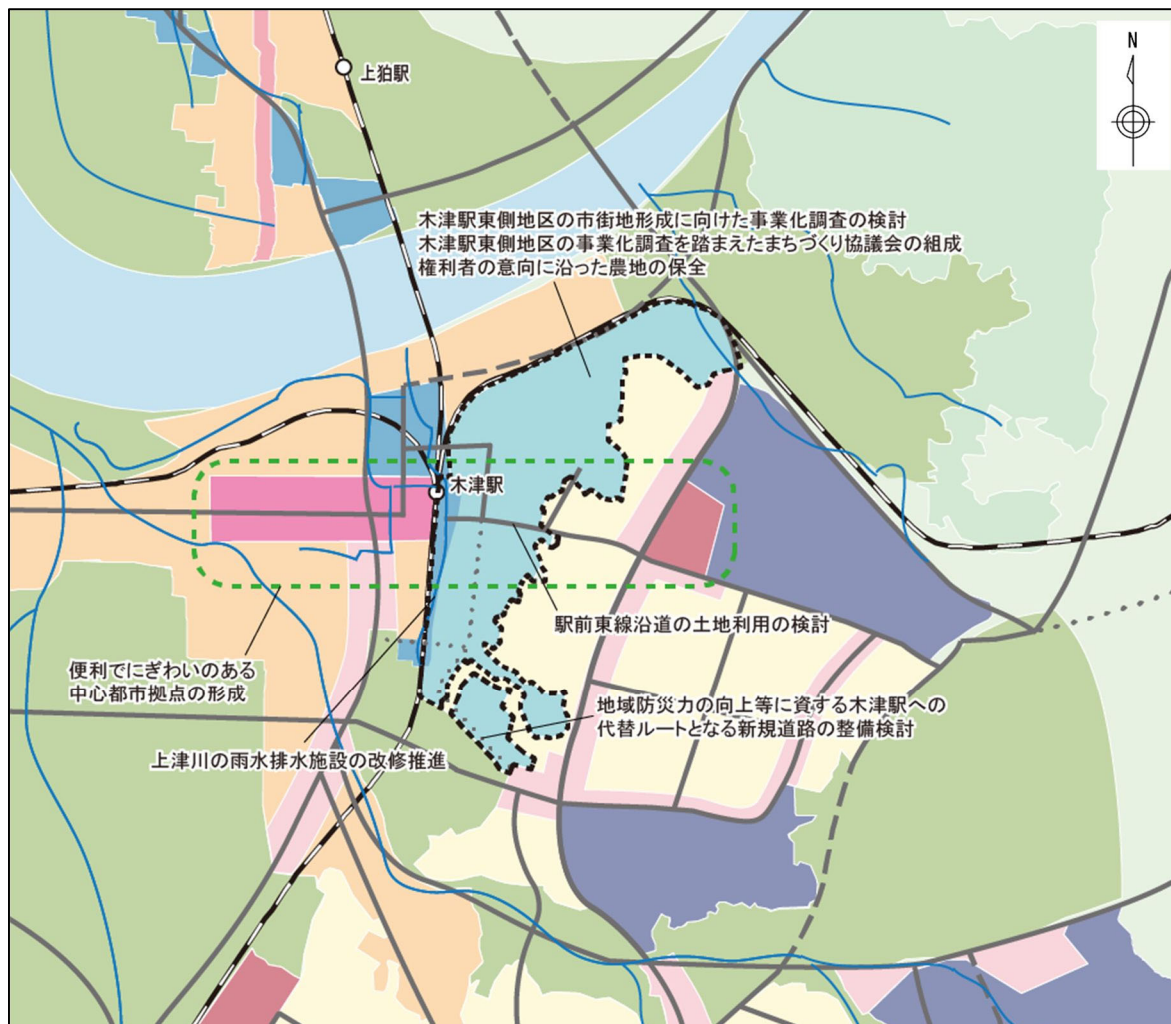 N
上狛駅
木津駅東側地区の市街地形成に向けた事業化調査の検討
木津駅東側地区の事業化調査を踏まえたまちづくり協議会の組成
権利者の意向に沿った農地の保全
木津駅
駅前東線沿道の土地利用の検討
便利でにぎわいのある
中心都市拠点の形成
地域防災力の向上等に資する木津駅への
代替ルートとなる新規道路の整備検討
上津川の雨水排水施設の改修推進